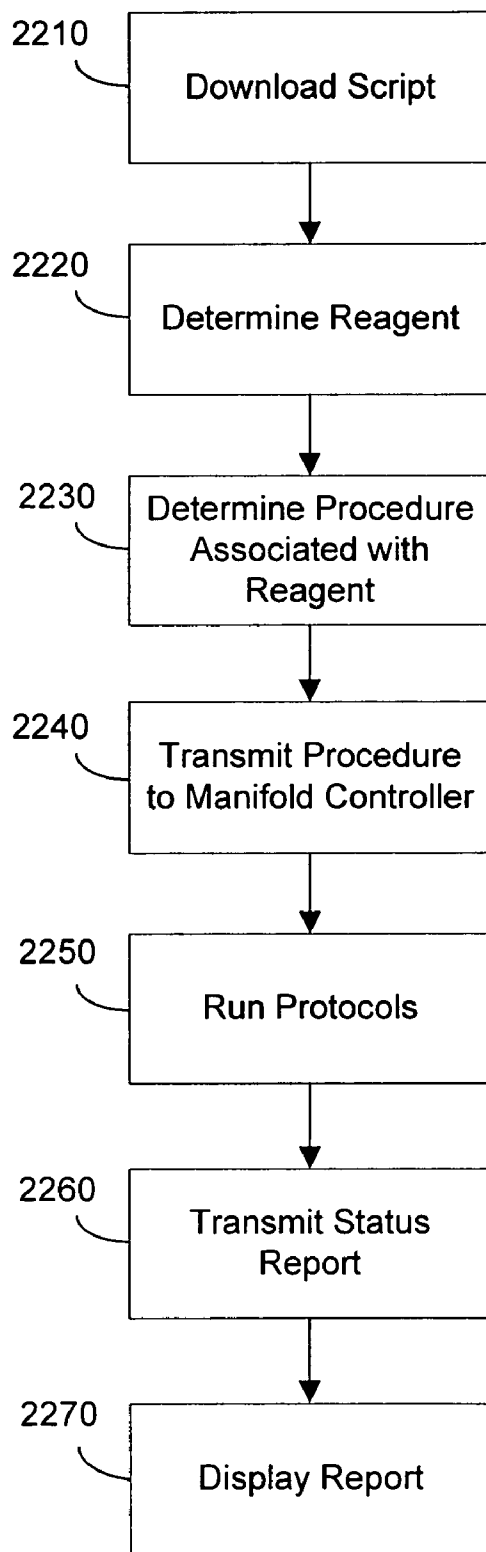 2210
Download Script
2220
Determine Reagent
2230
Determine Procedure
Associated with
Reagent
2240
Transmit Procedure
to Manifold Controller
2250
Run Protocols
2260
Transmit Status
Report
2270
Display Report